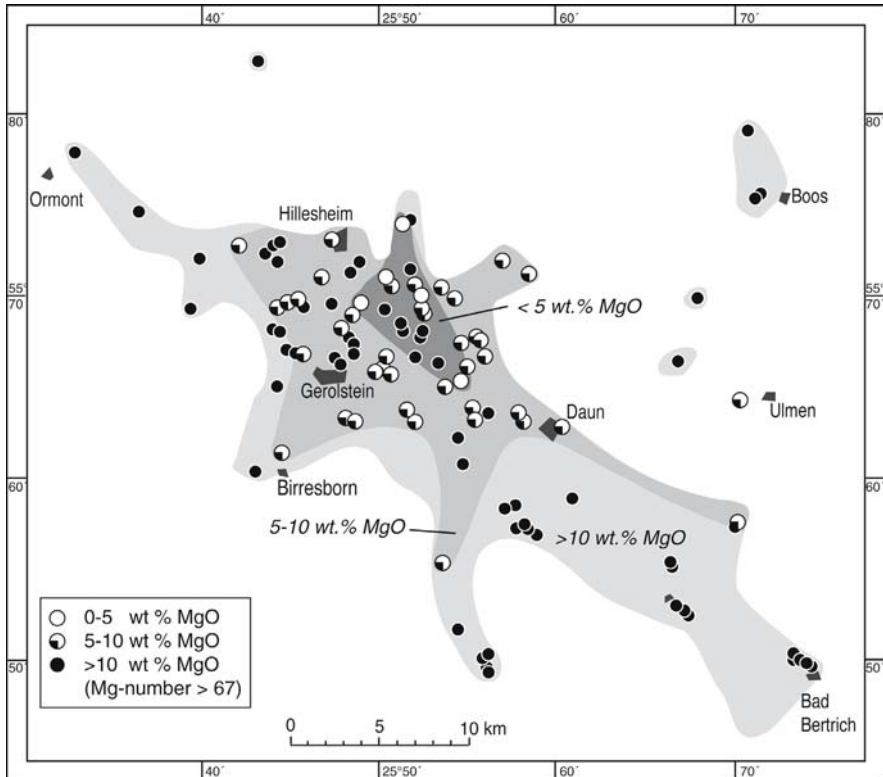 40´
25°50´
60´
70´
80´
80´
Ormont
Hillesheim
Boos
55°
70´
55°
70´
< 5 wt.% MgO
Gerolstein
Daun
Ulmen
60´
60´
Birresborn
5-10 wt.% MgO
>10 wt.% MgO
0-5 wt % MgO
5-10 wt % MgO
>10 wt % MgO
(Mg-number > 67)
50´
50´
0 5 10 km
Bad
Bertrich
40´
25°50´
60´
70´